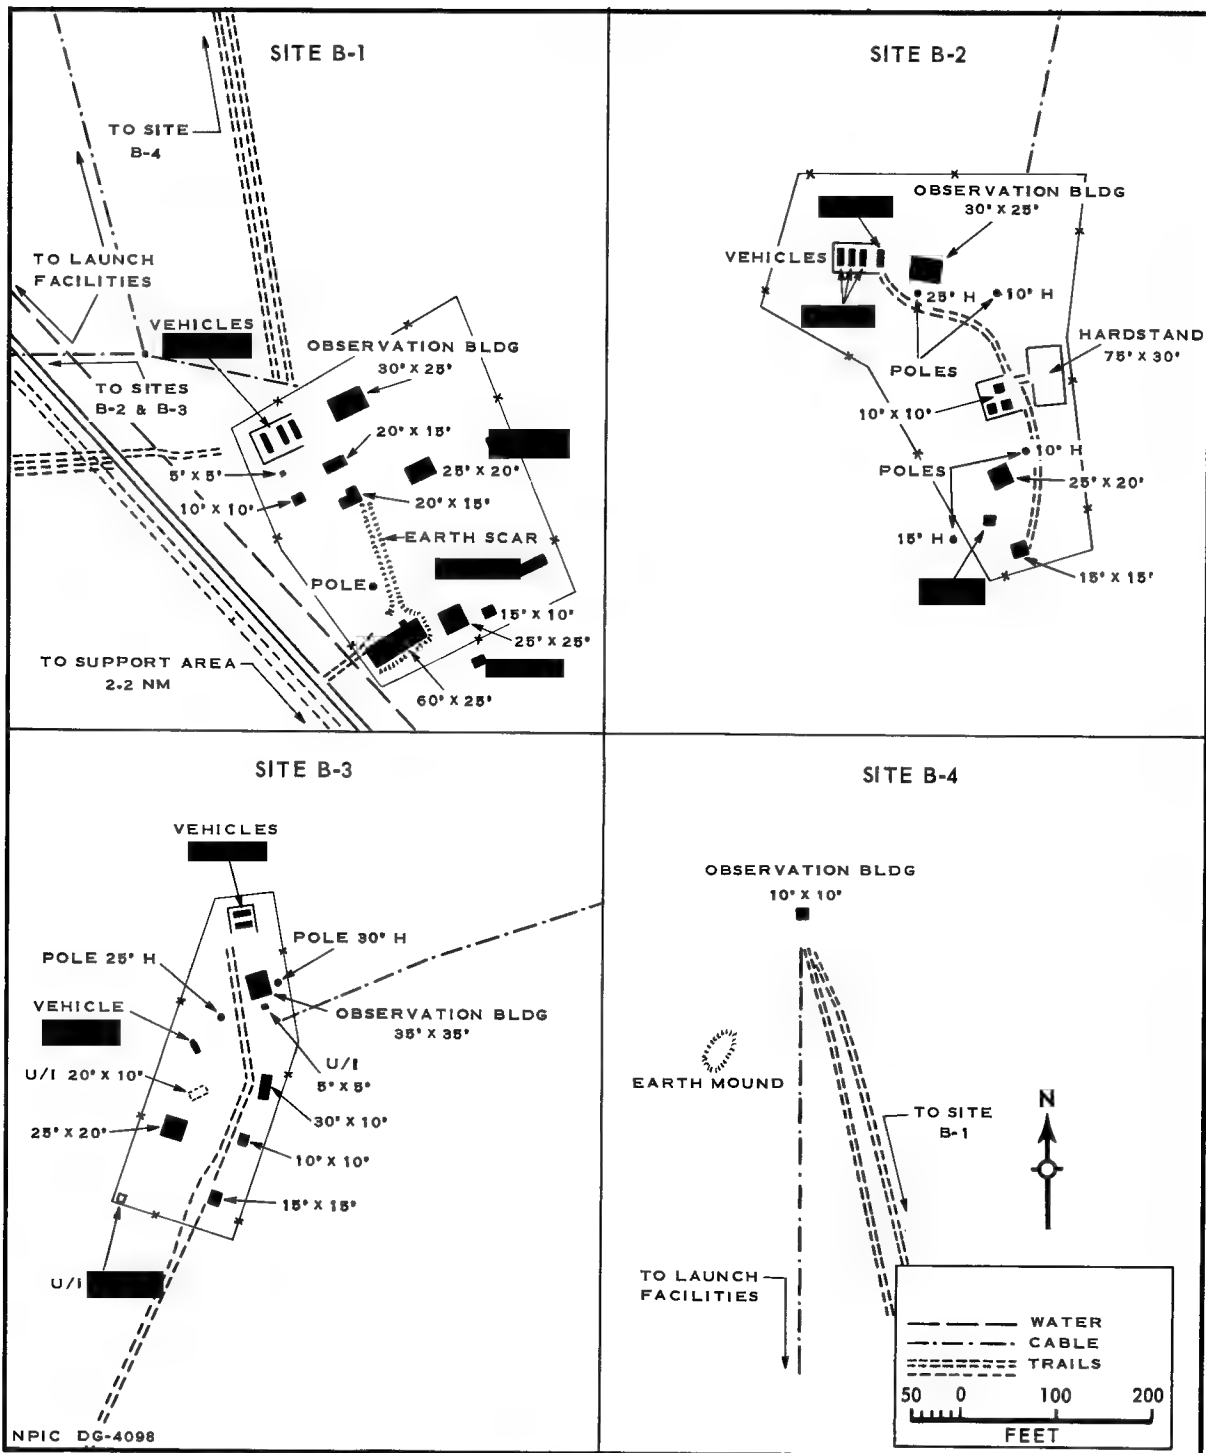 SITE B-1
TO SITE
B-4
TO LAUNCH
FACILITIES
VEHICLES
OBSERVATION BLDG
30' X 25'
TO SITES
B-2 & B-3
20' X 15'
5' X 5'
25' X 20'
10' X 10'
20' X 15'
EARTH SCAR
POLE
15' X 10'
25' X 25'
TO SUPPORT AREA
2.2 NM
60' X 25'
SITE B-2
OBSERVATION BLDG
30' X 25'
VEHICLES
25' H
10' H
HARDSTAND
75' X 30'
POLES
10' X 10'
10' H
POLES
25' X 20'
15' H
15' X 15'
SITE B-3
VEHICLES
POLE 30' H
POLE 25' H
VEHICLE
OBSERVATION BLDG
35' X 35'
U/I
5' X 5'
U/I 20' X 10'
30' X 10'
25' X 20'
10' X 10'
15' X 15'
U/I
NPIC DG-4098
SITE B-4
OBSERVATION BLDG
10' X 10'
EARTH MOUND
TO SITE
B-1
N
TO LAUNCH
FACILITIES
WATER
CABLE
TRAILS
50 0 100 200
FEET